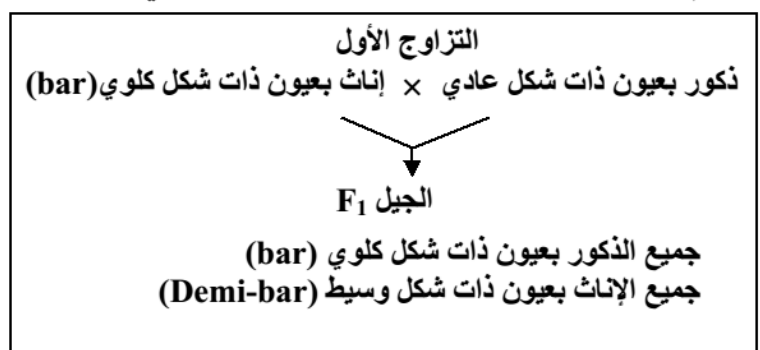 التزاوج الأول
ذكور بعيون ذات شكل عادي × إناث بعيون ذات شكل كلوي(bar)
الجيل F₁
جميع الذكور بعيون ذات شكل كلوي (bar)
جميع الإناث بعيون ذات شكل وسيط (Demi-bar)